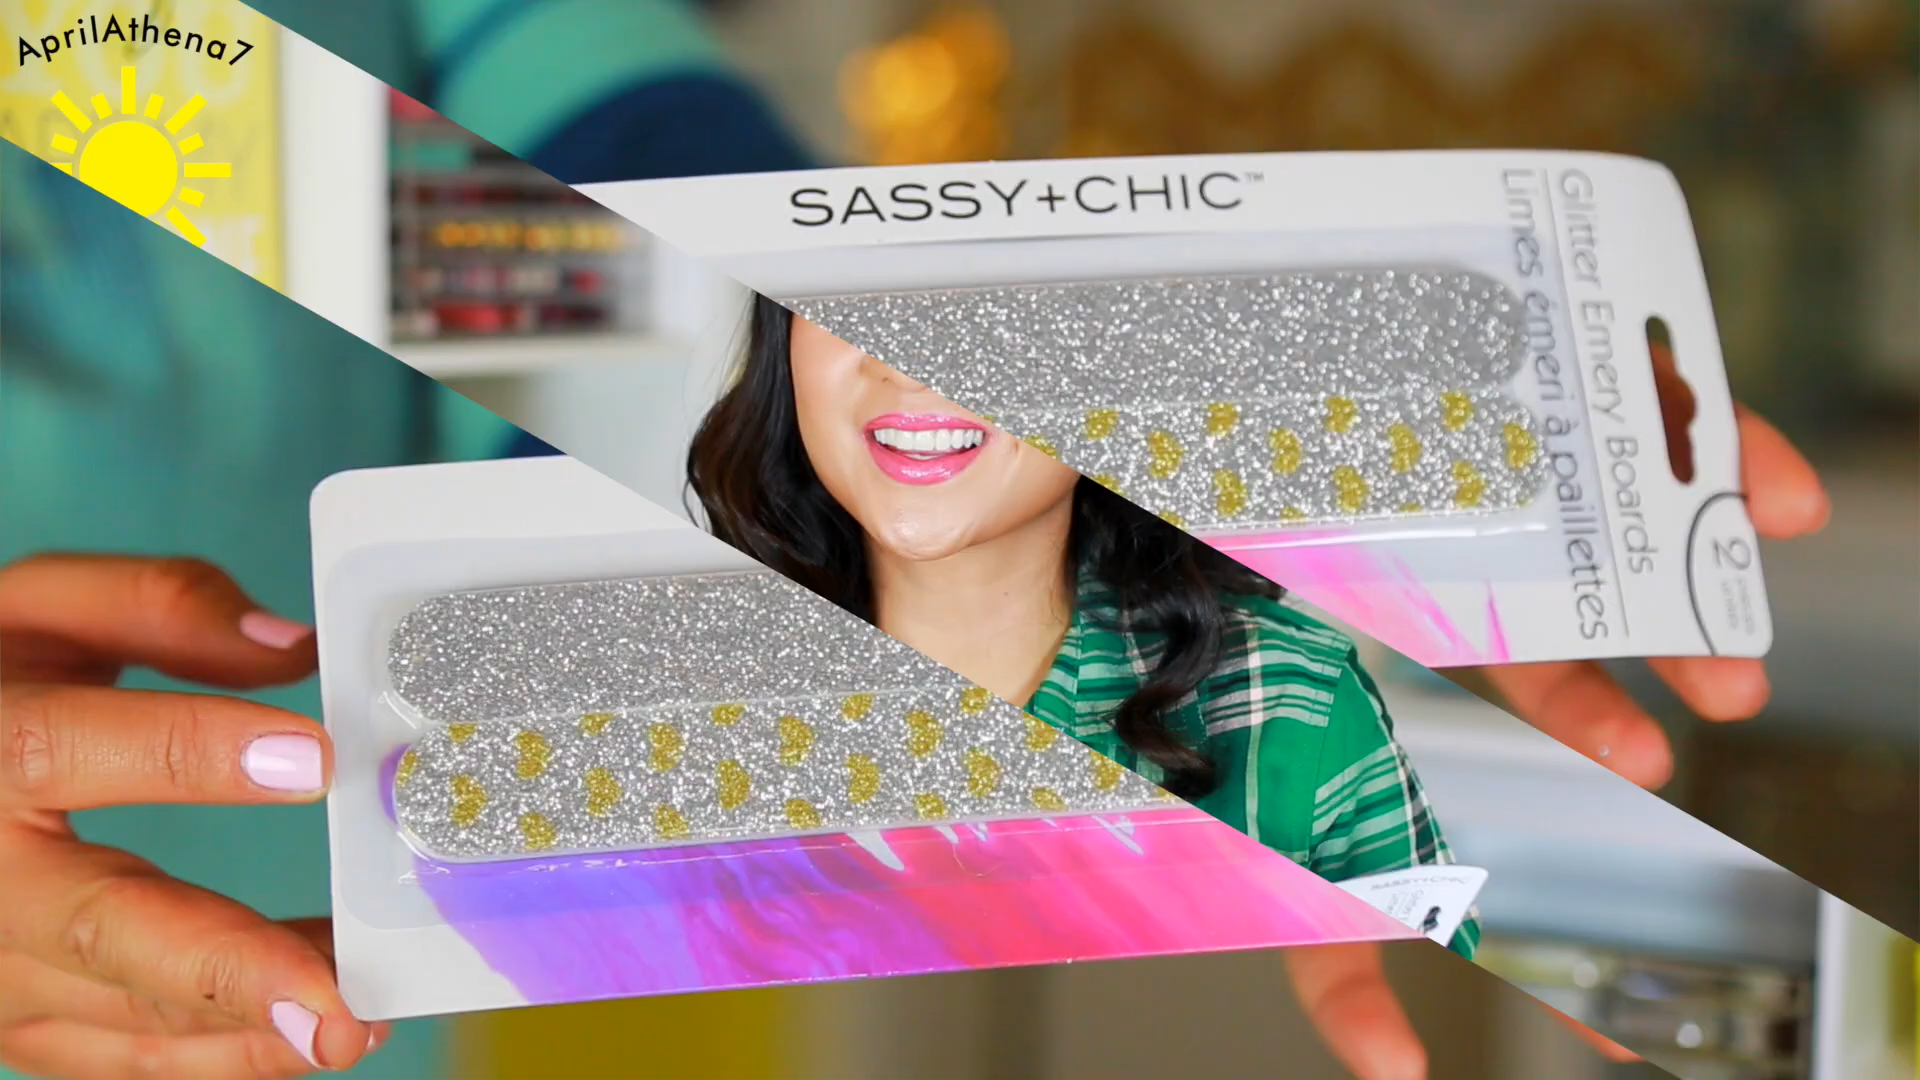 AprilAthena7
SASSY+CHIC™
Glitter Emery Boards
Limes émeri à paillettes
2